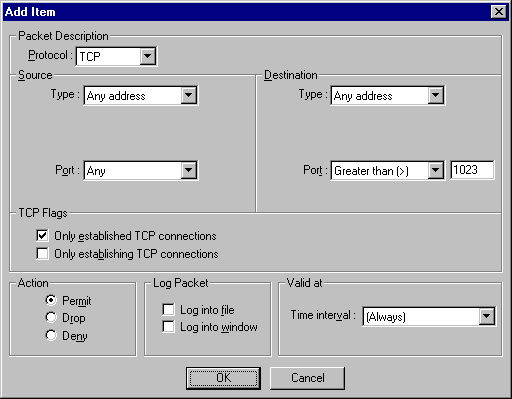 Add Item
Packet Description
Protocol : TCP
Source Destination
Type : Any address Type : Any address
Port : Any Port : Greater than (>) 1023
TCP Flags
Only established TCP connections
Only establishing TCP connections
Action Log Packet Valid at
Permit
Log into file Time interval : (Always)
Drop
Log into window
Deny
OK Cancel